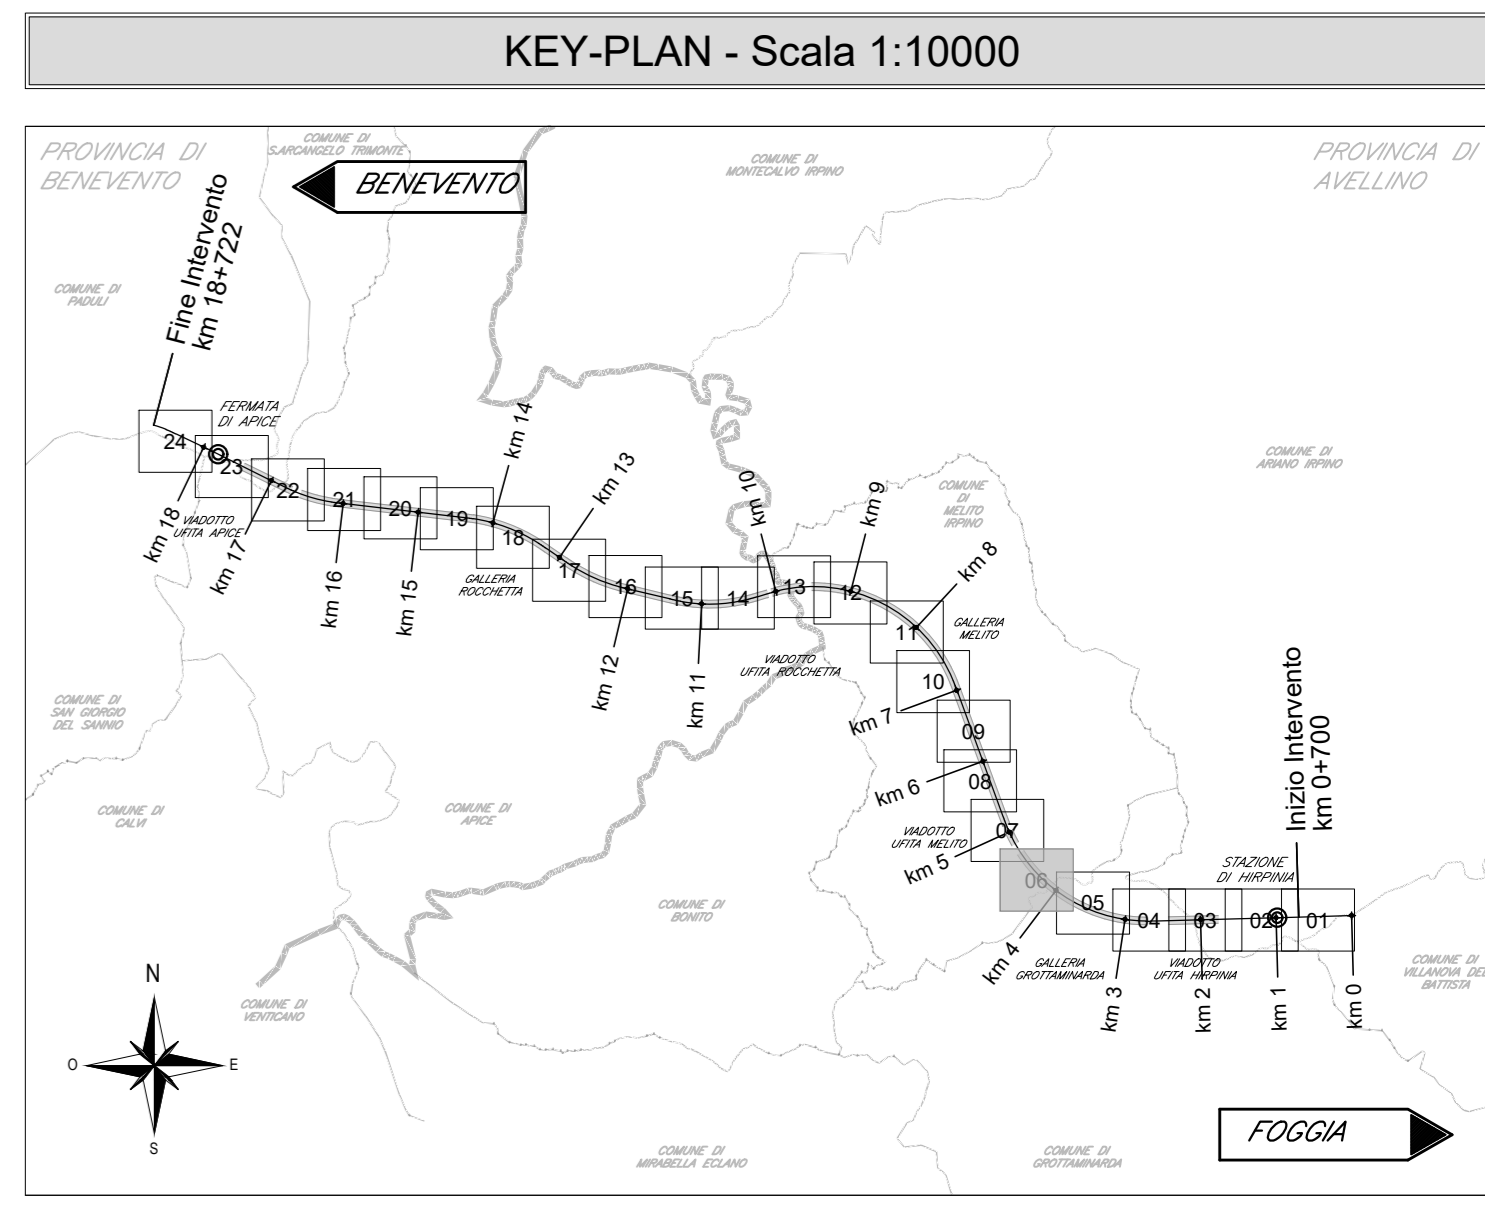 KEY-PLAN - Scala 1:10000
PROVINCIA DI
BENEVENTO
COMUNE DI
S.ARCANGELO TRIMONTE
BENEVENTO
COMUNE DI
MONTECALVO IRPINO
PROVINCIA DI
AVELLINO
Fine Intervento
km 18+722
COMUNE DI
PADULI
FERMATA
DI APICE
24
23
22
21
20
19
18
17
16
15
14
13
12
11
10
09
08
07
06
05
04
03
02
01
km 18
km 17
km 16
km 15
km 14
km 13
km 12
km 11
km 10
km 9
km 8
km 7
km 6
km 5
km 4
km 3
km 2
km 1
km 0
VIADOTTO
UFITA APICE
GALLERIA
ROCCHETTA
COMUNE DI
ARIANO IRPINO
COMUNE
DI
MELITO
IRPINO
GALLERIA
MELITO
VIADOTTO
UFITA ROCCHETTA
Inizio Intervento
km 0+700
COMUNE DI
SAN GIORGIO
DEL SANNIO
COMUNE DI
CALVI
COMUNE DI
APICE
VIADOTTO
UFITA MELITO
STAZIONE
DI HIRPINIA
COMUNE DI
BONITO
GALLERIA
GROTTAMINARDA
VIADOTTO
UFITA HIRPINIA
COMUNE DI
VILLANOVA DEL
BATTISTA
COMUNE DI
VENTICANO
N
O
E
S
FOGGIA
COMUNE DI
MIRABELLA ECLANO
COMUNE DI
GROTTAMINARDA